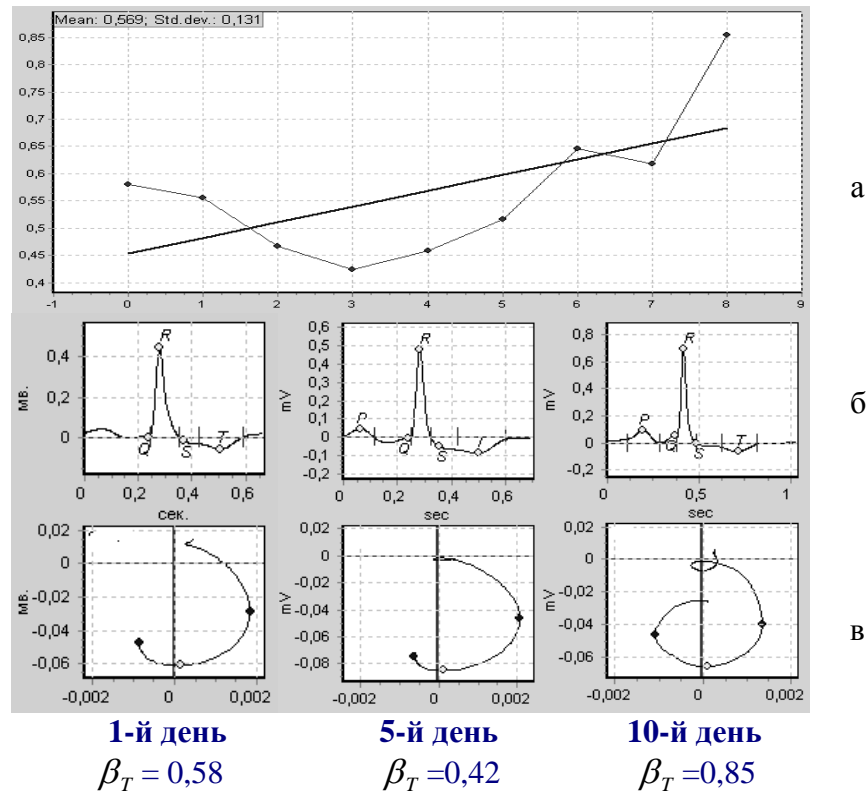 Mean: 0,569; Std.dev.: 0,131
0,85
0,8
0,75
0,7
0,65
0,6
0,55
0,5
0,45
0,4
-1 0 1 2 3 4 5 6 7 8 9
а
мв.
0,4
0,2
0
R
Q
S
T
0 0,2 0,4 0,6
сек.
mV
0,6
0,5
0,4
0,3
0,2
0,1
0
-0,1
-0,2
P
R
Q
S
T
0 0,2 0,4 0,6
sec
mV
0,8
0,6
0,4
0,2
0
-0,2
P
R
Q
S
T
0 0,5 1
sec
б
мв.
0,02
0
-0,02
-0,04
-0,06
-0,002 0 0,002
mV
0,02
0
-0,02
-0,04
-0,06
-0,08
-0,002 0 0,002
mV
0,02
0
-0,02
-0,04
-0,06
-0,002 0 0,002
в
1-й день 5-й день 10-й день
βT = 0,58 βT =0,42 βT =0,85